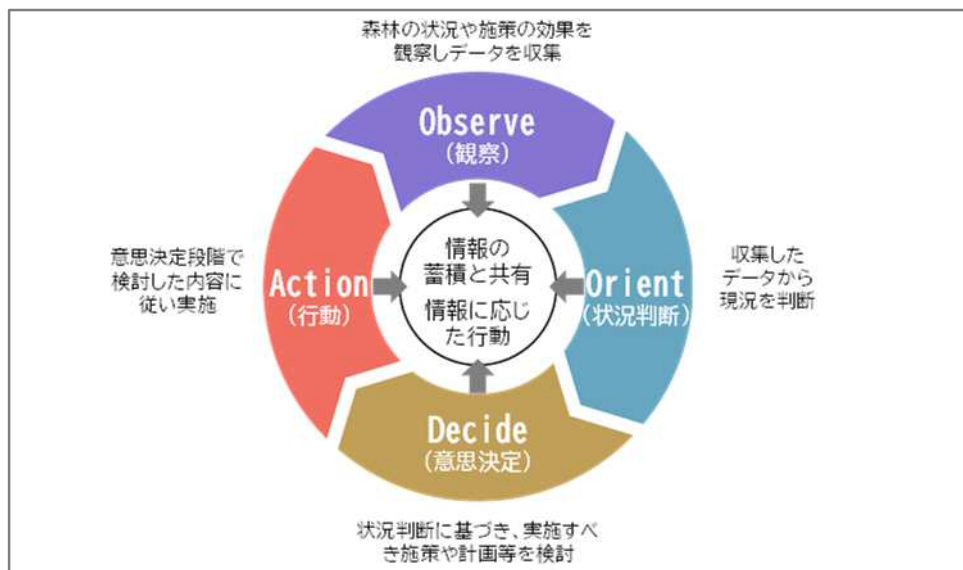 森林の状況や施策の効果を
観察しデータを収集
Observe
(観察)
収集した
データから
現況を判断
Orient
(状況判断)
Decide
(意思決定)
状況判断に基づき、実施すべ
き施策や計画等を検討
意思決定段階で
検討した内容に
従い実施
Action
(行動)
情報の
蓄積と共有
情報に応じ
た行動